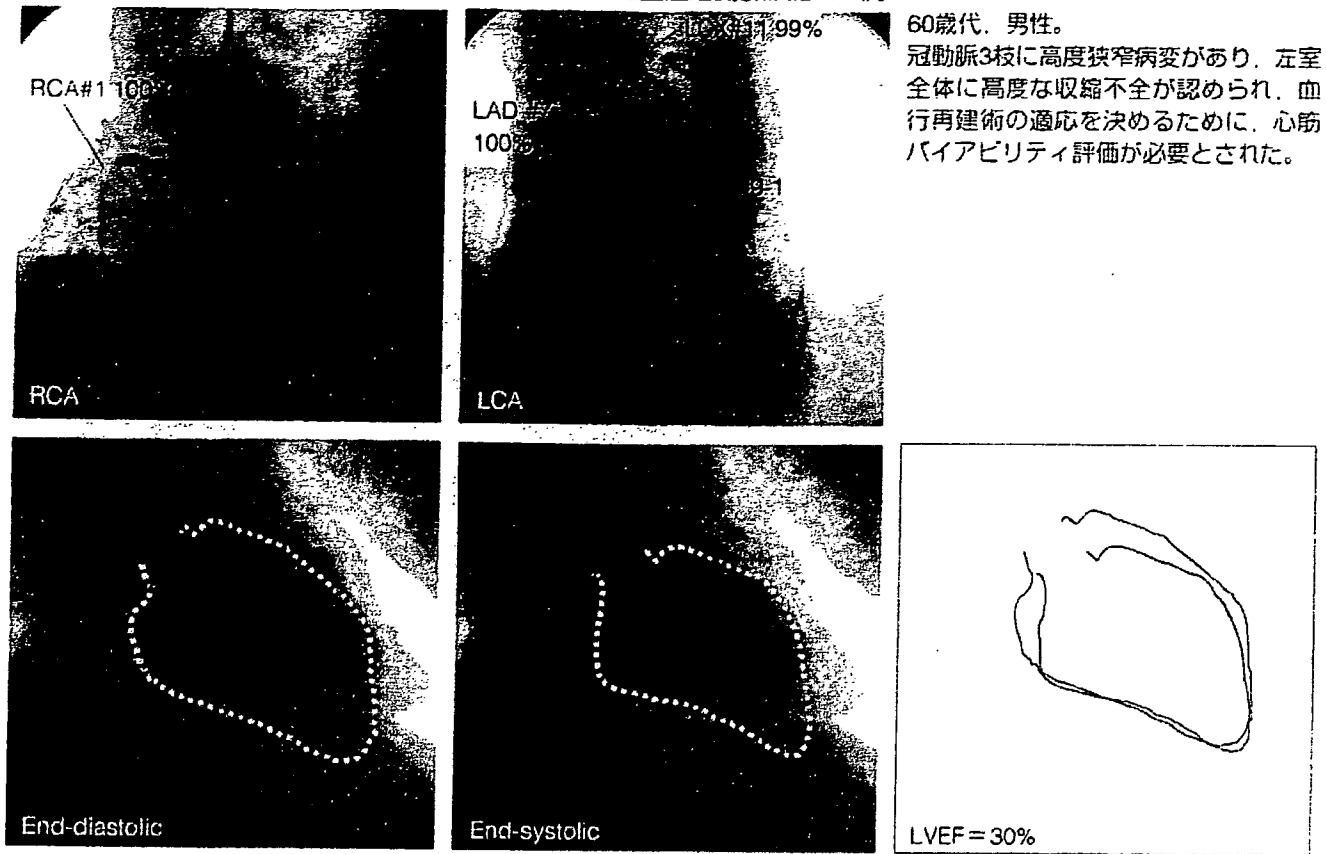 LCX#11 99%
RCA#1 100%
LAD
100%
RCA
LCA
60歳代，男性。
冠動脈3枝に高度狭窄病変があり，左室
全体に高度な収縮不全が認められ，血
行再建術の適応を決めるために，心筋
バイアビリティ評価が必要とされた。
End-diastolic
End-systolic
LVEF = 30%